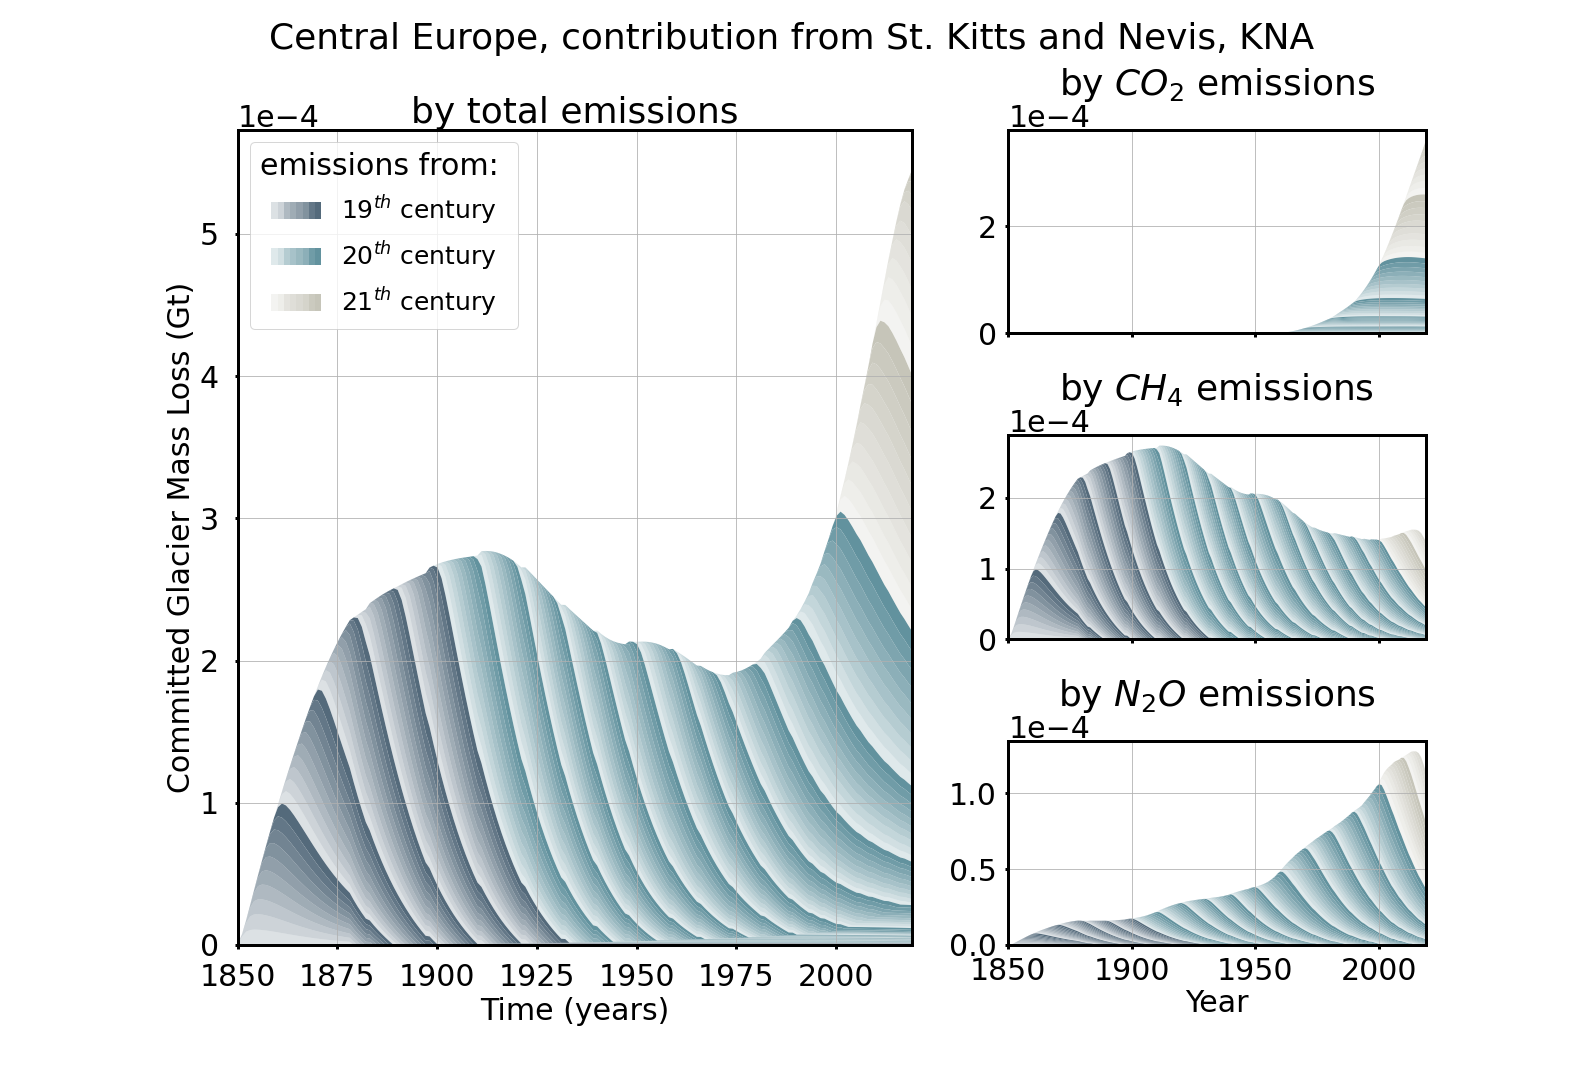 Central Europe, contribution from St. Kitts and Nevis, KNA
by total emissions
1e−4
emissions from:
19th century
20th century
21th century
5
4
3
2
1
0
Committed Glacier Mass Loss (Gt)
1850 1875 1900 1925 1950 1975 2000
Time (years)
by CO2 emissions
1e−4
2
0
by CH4 emissions
1e−4
2
1
0
by N2O emissions
1e−4
1.0
0.5
0.0
1850 1900 1950 2000
Year